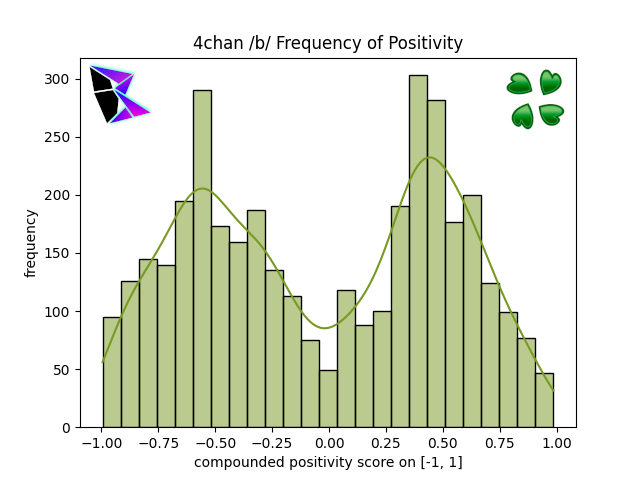 4chan /b/ Frequency of Positivity
300
250
200
150
100
50
0
frequency
−1.00 −0.75 −0.50 −0.25 0.00 0.25 0.50 0.75 1.00
compounded positivity score on [-1, 1]